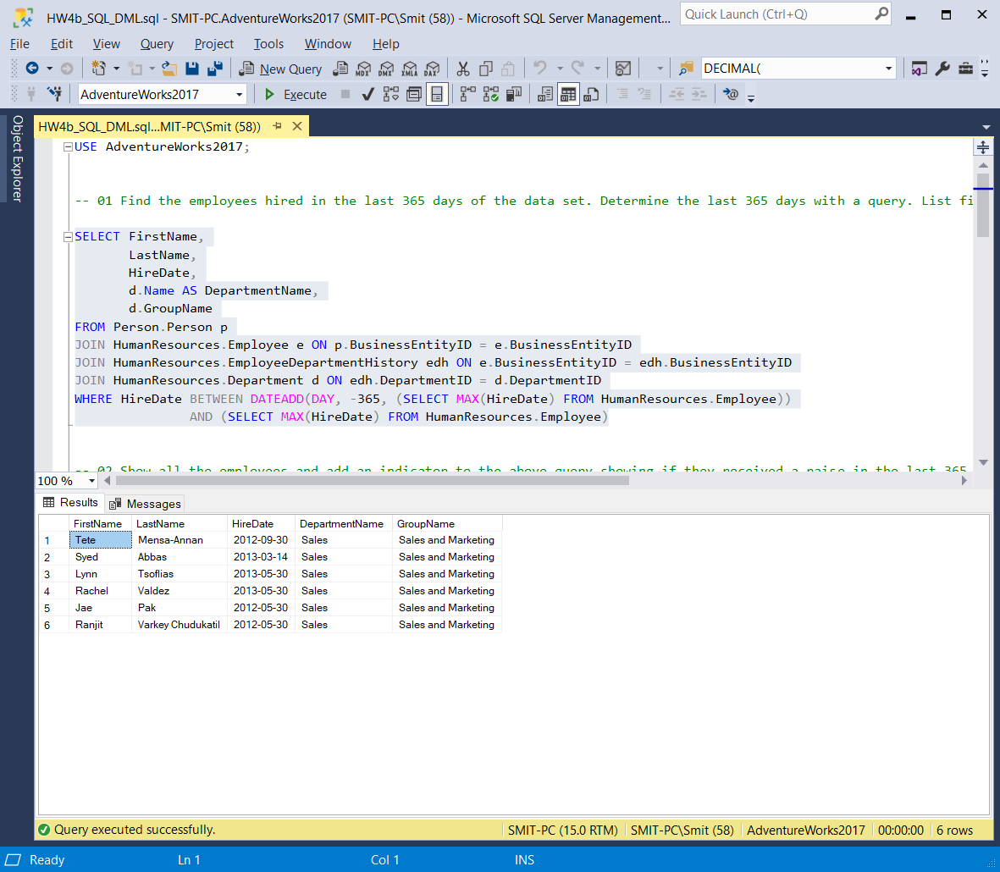 HW4b_SQL_DML.sql - SMIT-PC.AdventureWorks2017 (SMIT-PC\Smit (58)) - Microsoft SQL Server Management...
Quick Launch (Ctrl+Q)
File Edit View Query Project Tools Window Help
New Query MDX DMX XMLA DAX DECIMAL(
AdventureWorks2017 Execute
Object Explorer
HW4b_SQL_DML.sql...MIT-PC\Smit (58))
USE AdventureWorks2017;
-- 01 Find the employees hired in the last 365 days of the data set. Determine the last 365 days with a query. List fi
SELECT FirstName,
LastName,
HireDate,
d.Name AS DepartmentName,
d.GroupName
FROM Person.Person p
JOIN HumanResources.Employee e ON p.BusinessEntityID = e.BusinessEntityID
JOIN HumanResources.EmployeeDepartmentHistory edh ON e.BusinessEntityID = edh.BusinessEntityID
JOIN HumanResources.Department d ON edh.DepartmentID = d.DepartmentID
WHERE HireDate BETWEEN DATEADD(DAY, -365, (SELECT MAX(HireDate) FROM HumanResources.Employee))
AND (SELECT MAX(HireDate) FROM HumanResources.Employee)
-- 02 Show all the employees and add an indicator to the above query showing if they received a raise in the last 365
100 %
Results Messages
FirstName LastName HireDate DepartmentName GroupName
1 Tete Mensa-Annan 2012-09-30 Sales Sales and Marketing
2 Syed Abbas 2013-03-14 Sales Sales and Marketing
3 Lynn Tsoflias 2013-05-30 Sales Sales and Marketing
4 Rachel Valdez 2013-05-30 Sales Sales and Marketing
5 Jae Pak 2012-05-30 Sales Sales and Marketing
6 Ranjit Varkey Chudukatil 2012-05-30 Sales Sales and Marketing
Query executed successfully. SMIT-PC (15.0 RTM) SMIT-PC\Smit (58) AdventureWorks2017 00:00:00 6 rows
Ready Ln 1 Col 1 INS